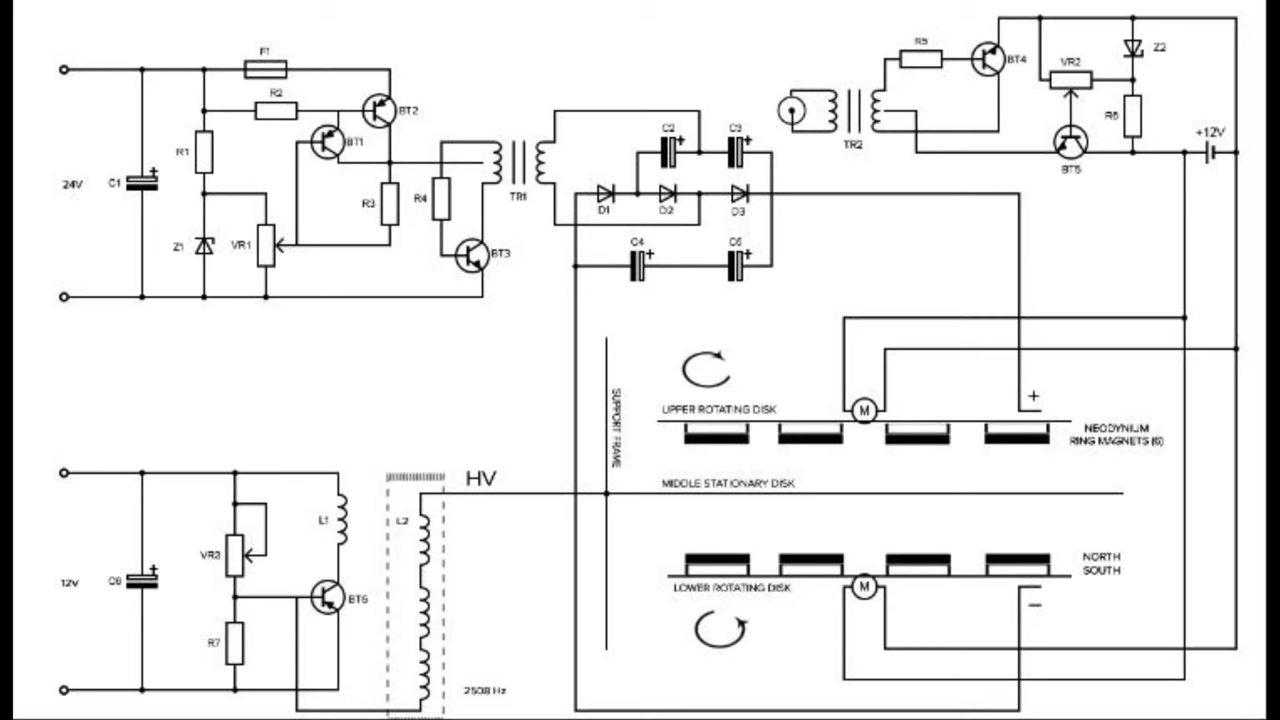 F1
R5
BT4
Z2
VR2
R2
BT2
R6
+12V
C2
C3
BT1
TR2
R1
BT5
24V
C1
TR1
R3
R4
D1
D2
D3
Z1
VR1
BT3
C4
C5
SUPPORT FRAME
+
UPPER ROTATING DISK
M
NEODYNIUM
RING MAGNETS (6)
HV
MIDDLE STATIONARY DISK
L1
L2
VR3
12V
C6
BT6
NORTH
SOUTH
LOWER ROTATING DISK
M
–
R7
2508 Hz